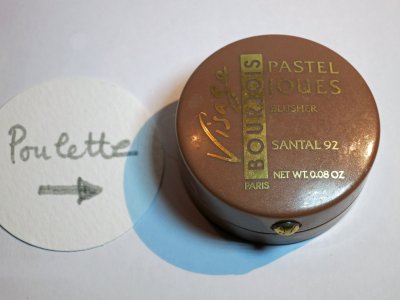 Poulette
Visage
BOURJOIS
PARIS
PASTEL
JOUES
BLUSHER
SANTAL 92
NET WT. 0.08 OZ